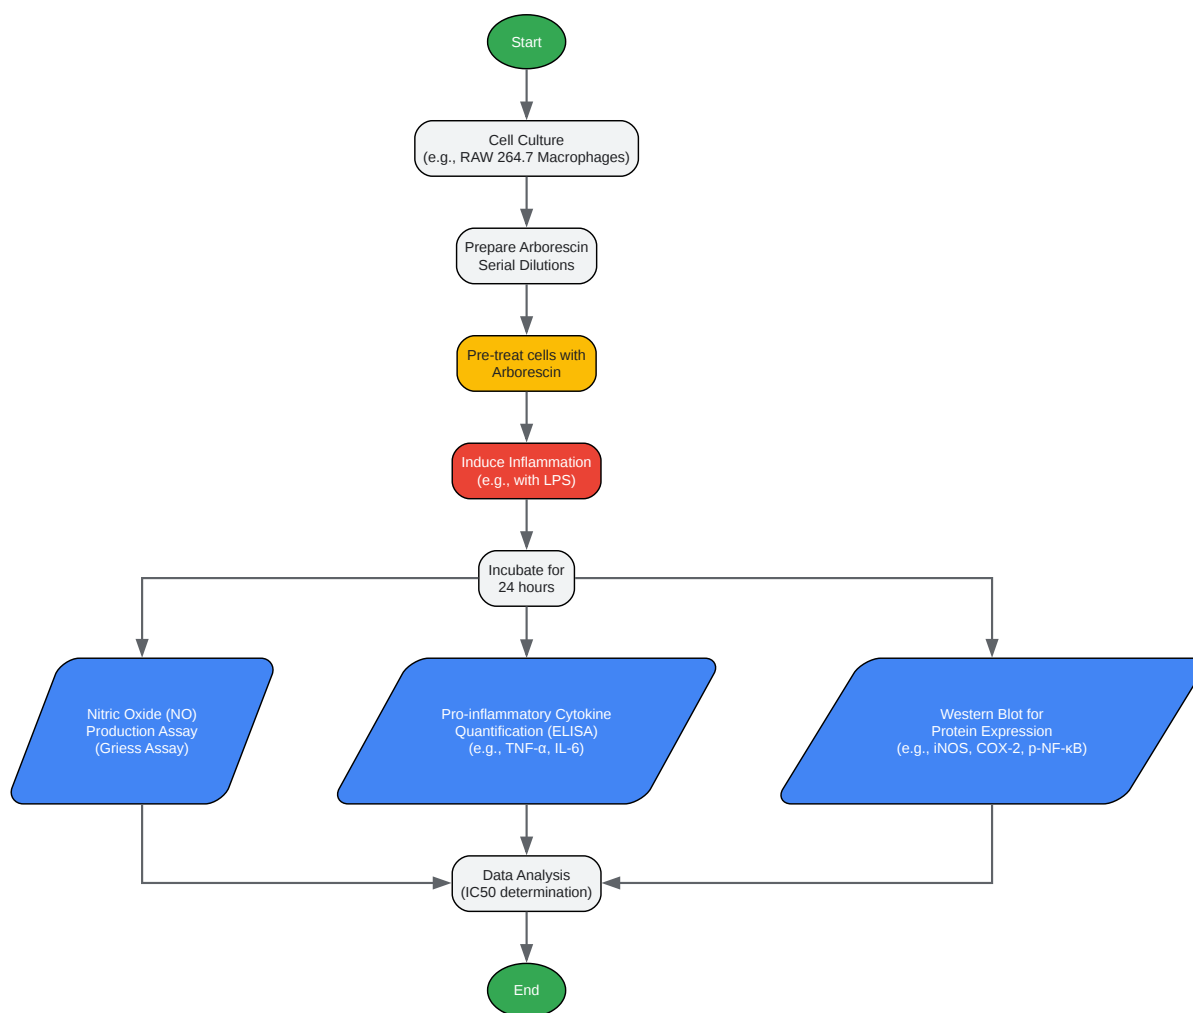 Start
Cell Culture
(e.g., RAW 264.7 Macrophages)
Prepare Arborescin
Serial Dilutions
Pre-treat cells with
Arborescin
Induce Inflammation
(e.g., with LPS)
Incubate for
24 hours
Nitric Oxide (NO)
Production Assay
(Griess Assay)
Pro-inflammatory Cytokine
Quantification (ELISA)
(e.g., TNF-α, IL-6)
Western Blot for
Protein Expression
(e.g., iNOS, COX-2, p-NF-κB)
Data Analysis
(IC50 determination)
End